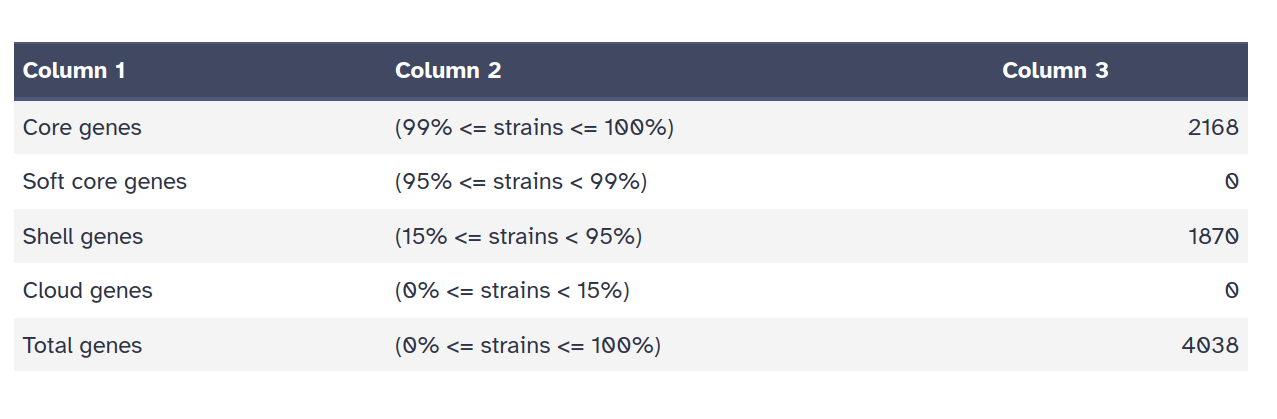 Column 1 Column 2 Column 3
Core genes (99% <= strains <= 100%) 2168
Soft core genes (95% <= strains < 99%) 0
Shell genes (15% <= strains < 95%) 1870
Cloud genes (0% <= strains < 15%) 0
Total genes (0% <= strains <= 100%) 4038